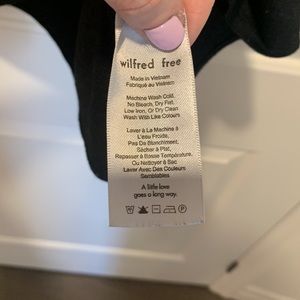 wilfred free
Made in Vietnam
Fabriqué au Viêtnam
Machine Wash Cold,
No Bleach, Dry Flat,
Low Iron, Or Dry Clean
Wash With Like Colours
Laver à La Machine à
L'eau Froide,
Pas De Blanchiment,
Sécher à Plat,
Repasser à Basse Température,
Ou Nettoyer à Sec
Laver Avec Des Couleurs
Semblables
A little love
goes a long way.
P